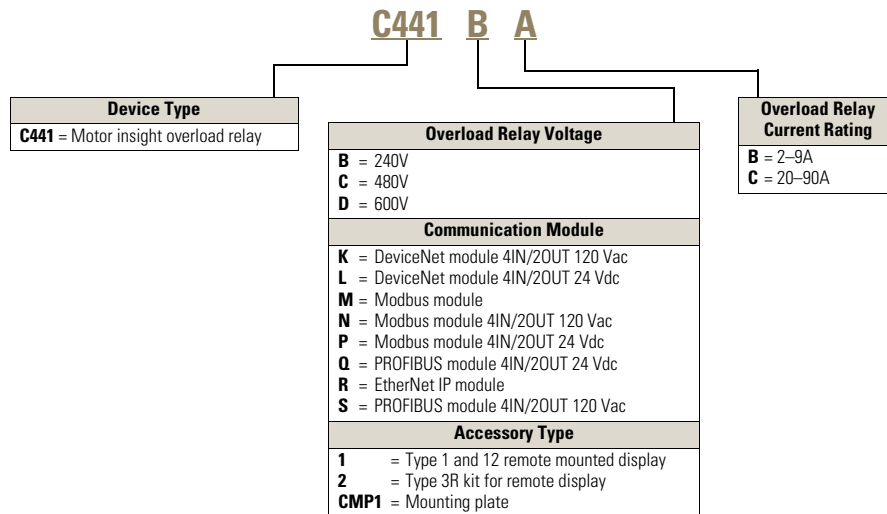 C441 B A
Device Type
C441 = Motor insight overload relay
Overload Relay Voltage
B = 240V
C = 480V
D = 600V
Communication Module
K = DeviceNet module 4IN/2OUT 120 Vac
L = DeviceNet module 4IN/2OUT 24 Vdc
M = Modbus module
N = Modbus module 4IN/2OUT 120 Vac
P = Modbus module 4IN/2OUT 24 Vdc
Q = PROFIBUS module 4IN/2OUT 24 Vdc
R = EtherNet IP module
S = PROFIBUS module 4IN/2OUT 120 Vac
Accessory Type
1 = Type 1 and 12 remote mounted display
2 = Type 3R kit for remote display
CMP1 = Mounting plate
Overload Relay
Current Rating
B = 2–9A
C = 20–90A